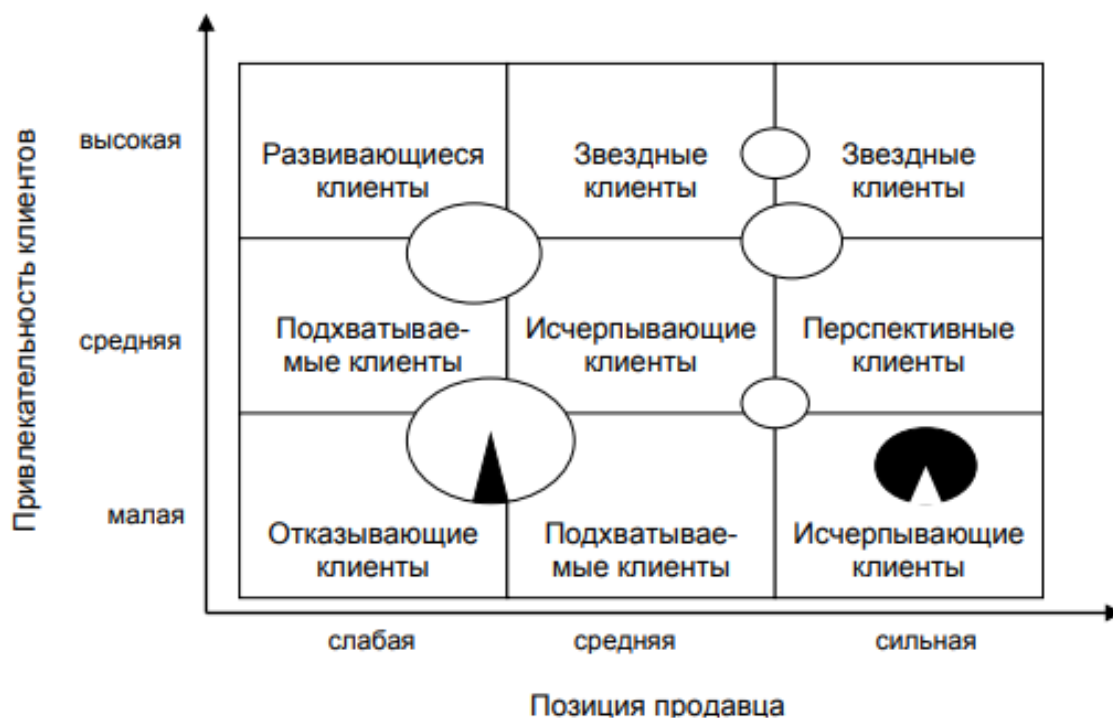 Привлекательность клиентов
высокая
Развивающиеся
клиенты
Звездные
клиенты
Звездные
клиенты
средняя
Подхватывае-
мые клиенты
Исчерпывающие
клиенты
Перспективные
клиенты
малая
Отказывающие
клиенты
Подхватывае-
мые клиенты
Исчерпывающие
клиенты
слабая
средняя
сильная
Позиция продавца